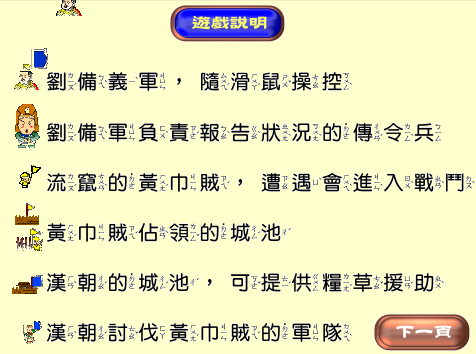 遊戲說明
劉備義軍，隨滑鼠操控
劉備軍負責報告狀況的傳令兵
流竄的黃巾賊，遭遇會進入戰鬥
黃巾賊佔領的城池
漢朝的城池，可提供糧草援助
漢朝討伐黃巾賊的軍隊
下一頁